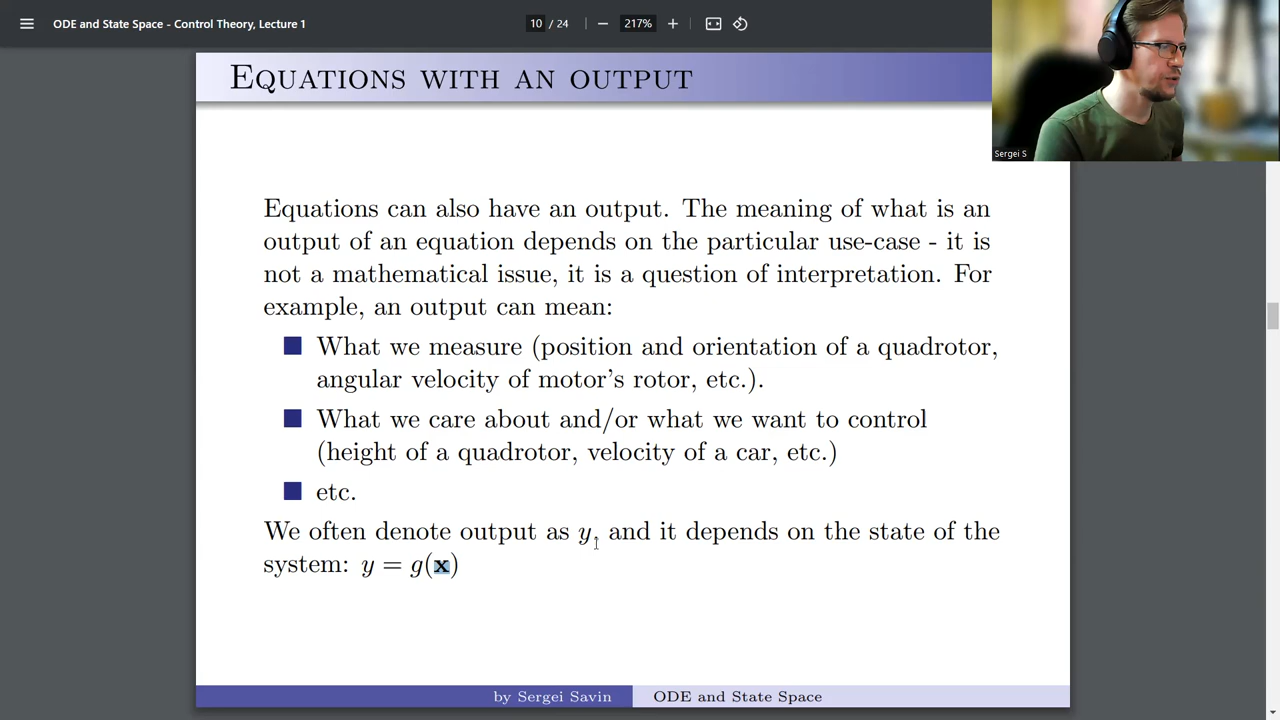 ODE and State Space - Control Theory, Lecture 1
10 / 24
217%
Sergei S
Equations with an output
Equations can also have an output. The meaning of what is an
output of an equation depends on the particular use-case - it is
not a mathematical issue, it is a question of interpretation. For
example, an output can mean:
What we measure (position and orientation of a quadrotor,
angular velocity of motor's rotor, etc.).
What we care about and/or what we want to control
(height of a quadrotor, velocity of a car, etc.)
etc.
We often denote output as y, and it depends on the state of the
system: y = g(x)
by Sergei Savin
ODE and State Space